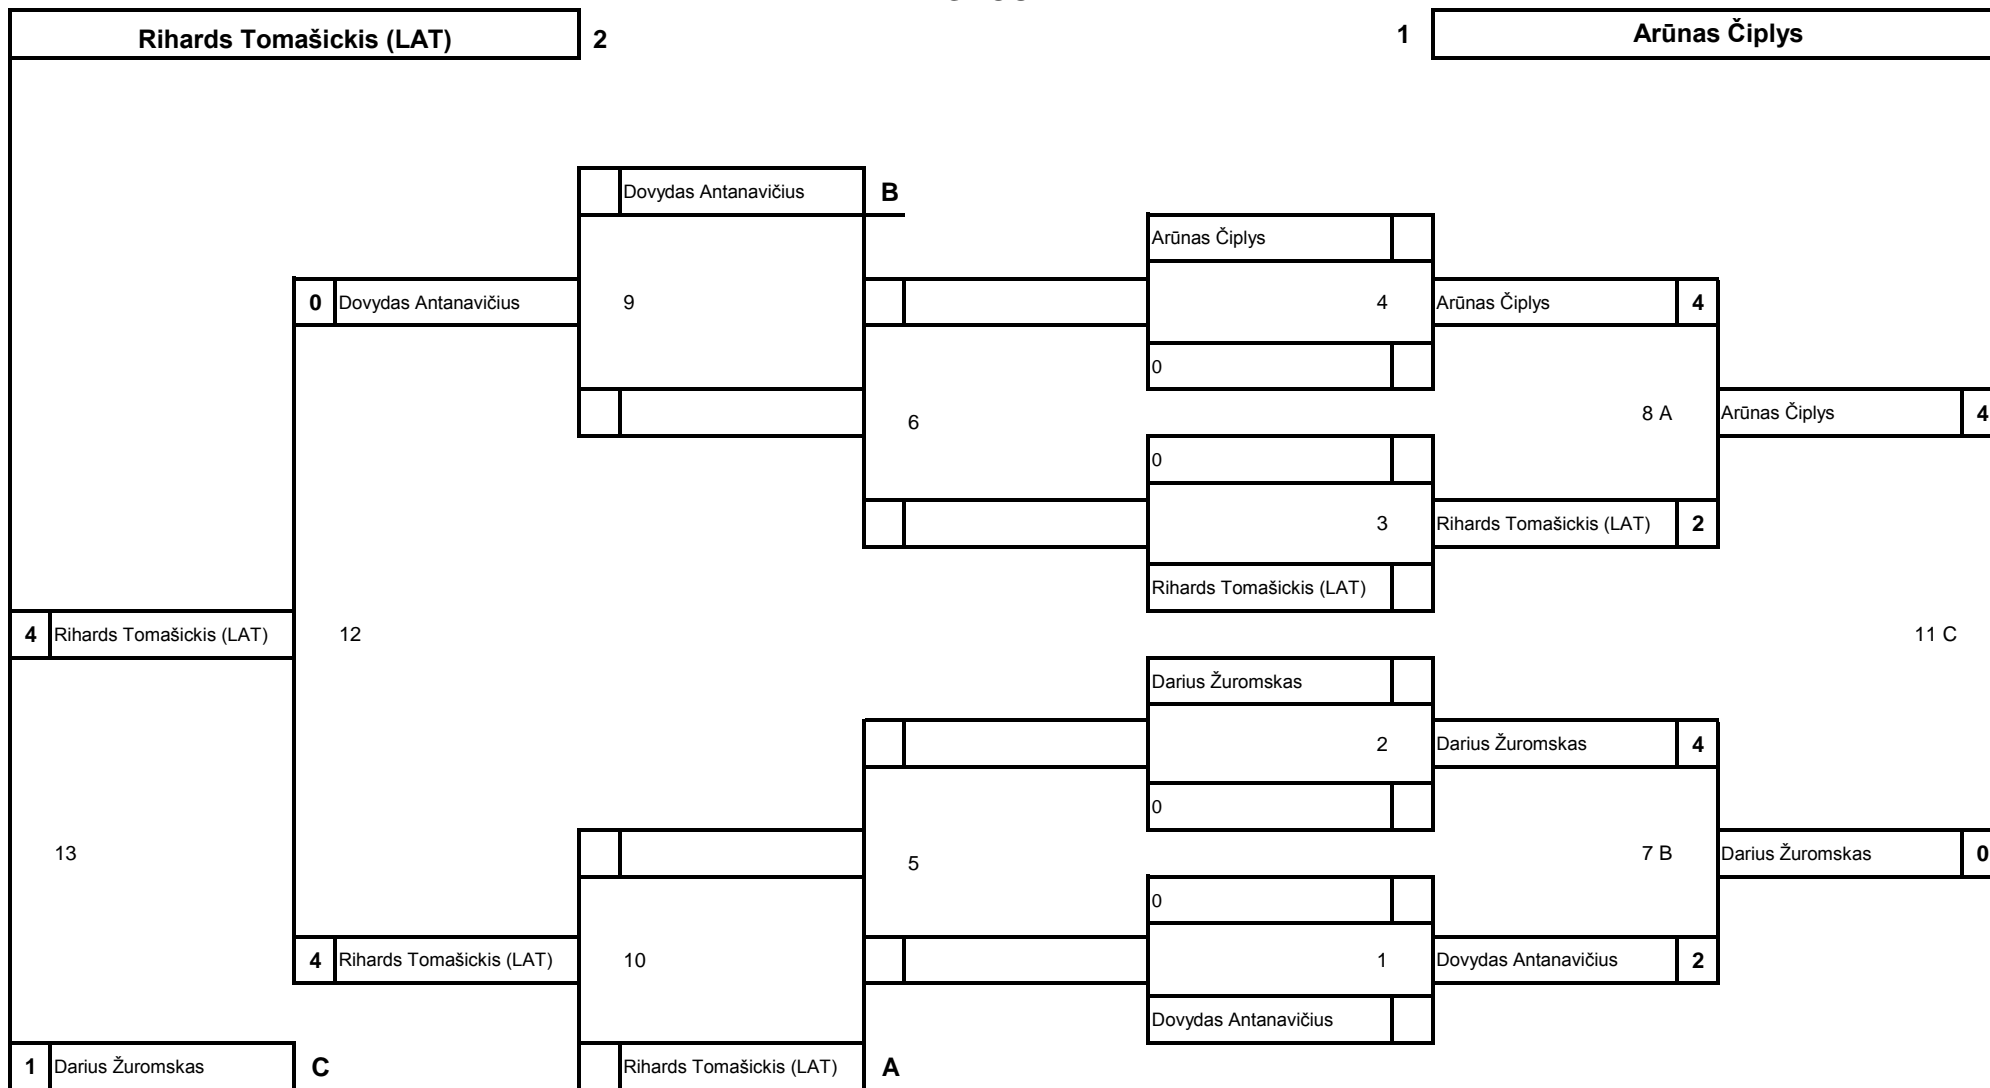 Rihards Tomašickis (LAT) 2 1 Arūnas Čiplys
Dovydas Antanavičius B
Arūnas Čiplys
0 Dovydas Antanavičius 9 4 Arūnas Čiplys 4
0
6 8 A Arūnas Čiplys 4
0
3 Rihards Tomašickis (LAT) 2
Rihards Tomašickis (LAT)
4 Rihards Tomašickis (LAT) 12 11 C
Darius Žuromskas
2 Darius Žuromskas 4
0
13 5 7 B Darius Žuromskas 0
0
4 Rihards Tomašickis (LAT) 10 1 Dovydas Antanavičius 2
Dovydas Antanavičius
1 Darius Žuromskas C Rihards Tomašickis (LAT) A